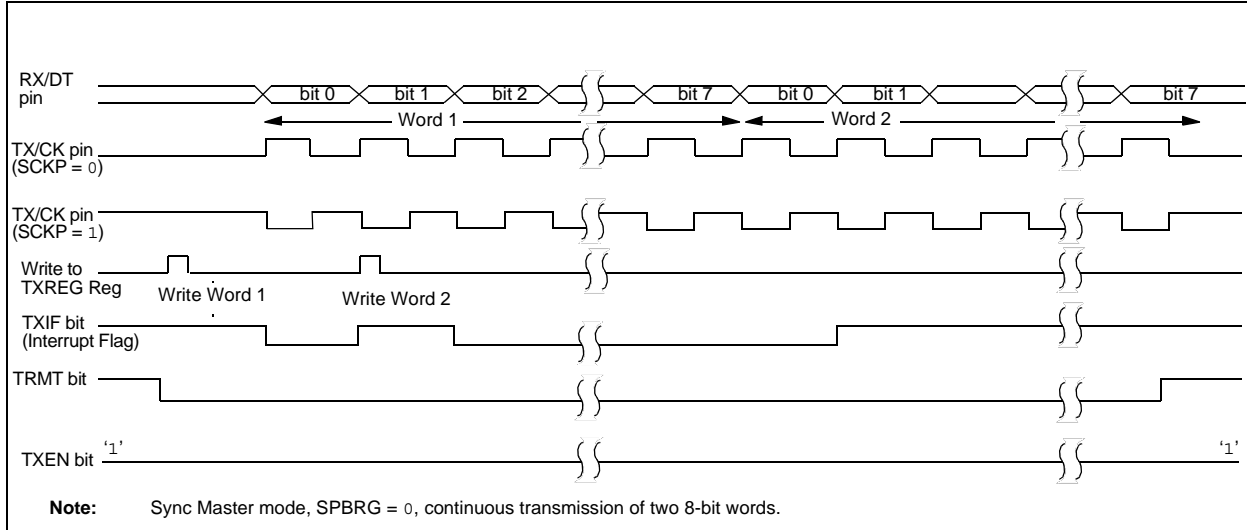 RX/DT
pin
bit 0 bit 1 bit 2 bit 7 bit 0 bit 1 bit 7
Word 1 Word 2
TX/CK pin
(SCKP = 0)
TX/CK pin
(SCKP = 1)
Write to
TXREG Reg
Write Word 1 Write Word 2
TXIF bit
(Interrupt Flag)
TRMT bit
TXEN bit ‘1’ ‘1’
Note: Sync Master mode, SPBRG = 0, continuous transmission of two 8-bit words.